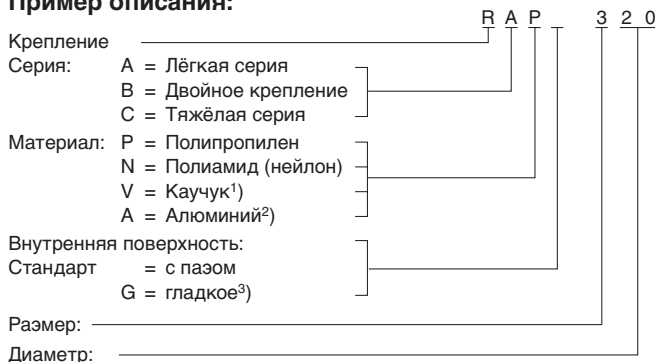 Пример описания:
R A P _ 3 2 0
Крепление
Серия: A = Лёгкая серия
B = Двойное крепление
C = Тяжёлая серия
Материал: P = Полипропилен
N = Полиамид (нейлон)
V = Каучук¹)
A = Алюминий²)
Внутренняя поверхность:
Стандарт = с паэом
G = гладкое³)
Раэмер:
Диаметр: